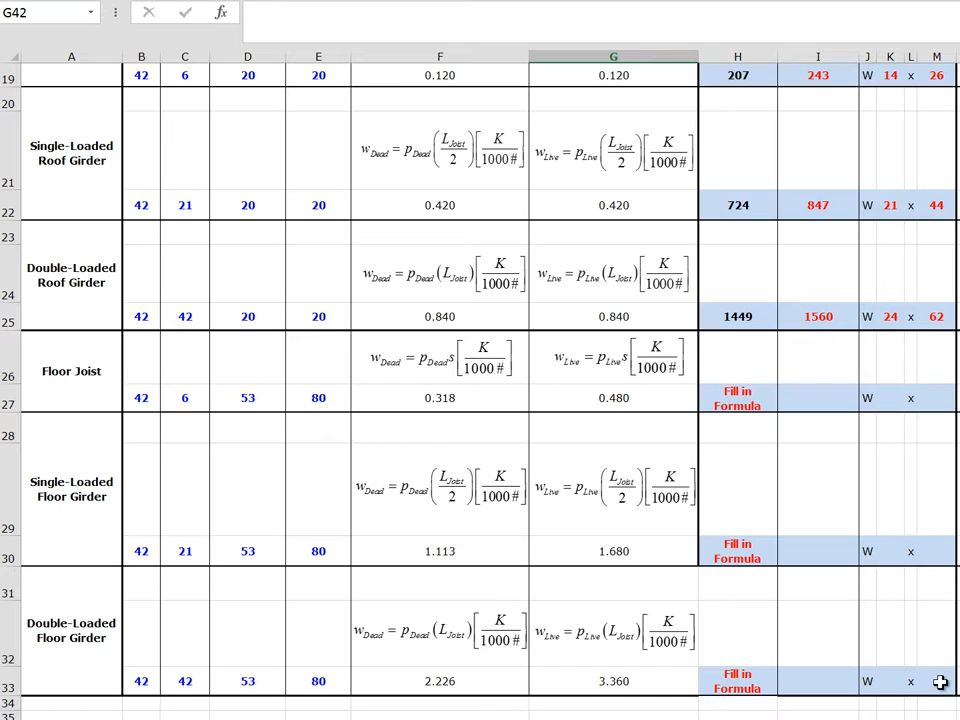 G42
fx
A B C D E F G H I J K L M
19 42 6 20 20 0.120 0.120 207 243 W 14 x 26
20
Single-Loaded
Roof Girder
w_Dead = p_Dead (L_Joist / 2) [K / 1000#] w_Live = p_Live (L_Joist / 2) [K / 1000#]
21
22 42 21 20 20 0.420 0.420 724 847 W 21 x 44
23
Double-Loaded
Roof Girder
w_Dead = p_Dead (L_Joist) [K / 1000#] w_Live = p_Live (L_Joist) [K / 1000#]
24
25 42 42 20 20 0.840 0.840 1449 1560 W 24 x 62
Floor Joist
w_Dead = p_Dead s [K / 1000#] w_Live = p_Live s [K / 1000#]
26
27 42 6 53 80 0.318 0.480 Fill in Formula W x
28
Single-Loaded
Floor Girder
w_Dead = p_Dead (L_Joist / 2) [K / 1000#] w_Live = p_Live (L_Joist / 2) [K / 1000#]
29
30 42 21 53 80 1.113 1.680 Fill in Formula W x
31
Double-Loaded
Floor Girder
w_Dead = p_Dead (L_Joist) [K / 1000#] w_Live = p_Live (L_Joist) [K / 1000#]
32
33 42 42 53 80 2.226 3.360 Fill in Formula W x
34
35